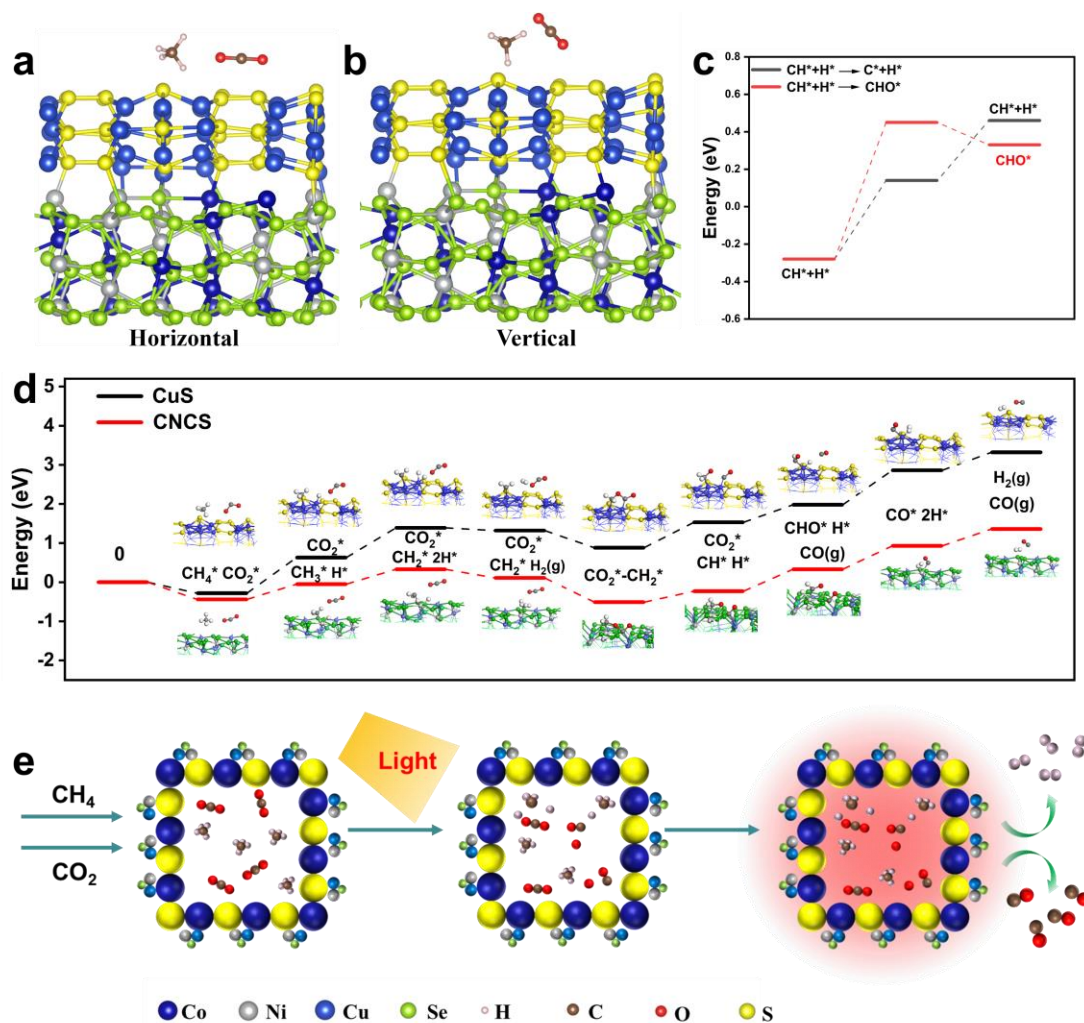 a
b
c
Horizontal
Vertical
Energy (eV)
0.8
0.6
0.4
0.2
0.0
-0.2
-0.4
-0.6
CH*+H* → C*+H*
CH*+H* → CHO*
CH*+H*
CHO*
CH*+H*
d
Energy (eV)
5
4
3
2
1
0
-1
-2
CuS
CNCS
0
CH₄* CO₂*
CO₂*
CH₃* H*
CO₂*
CH₂* 2H*
CO₂*
CH₂* H₂(g)
CO₂*-CH₂*
CO₂*
CH* H*
CHO* H*
CO(g)
CO* 2H*
H₂(g)
CO(g)
e
CH₄
CO₂
Light
Co Ni Cu Se H C O S